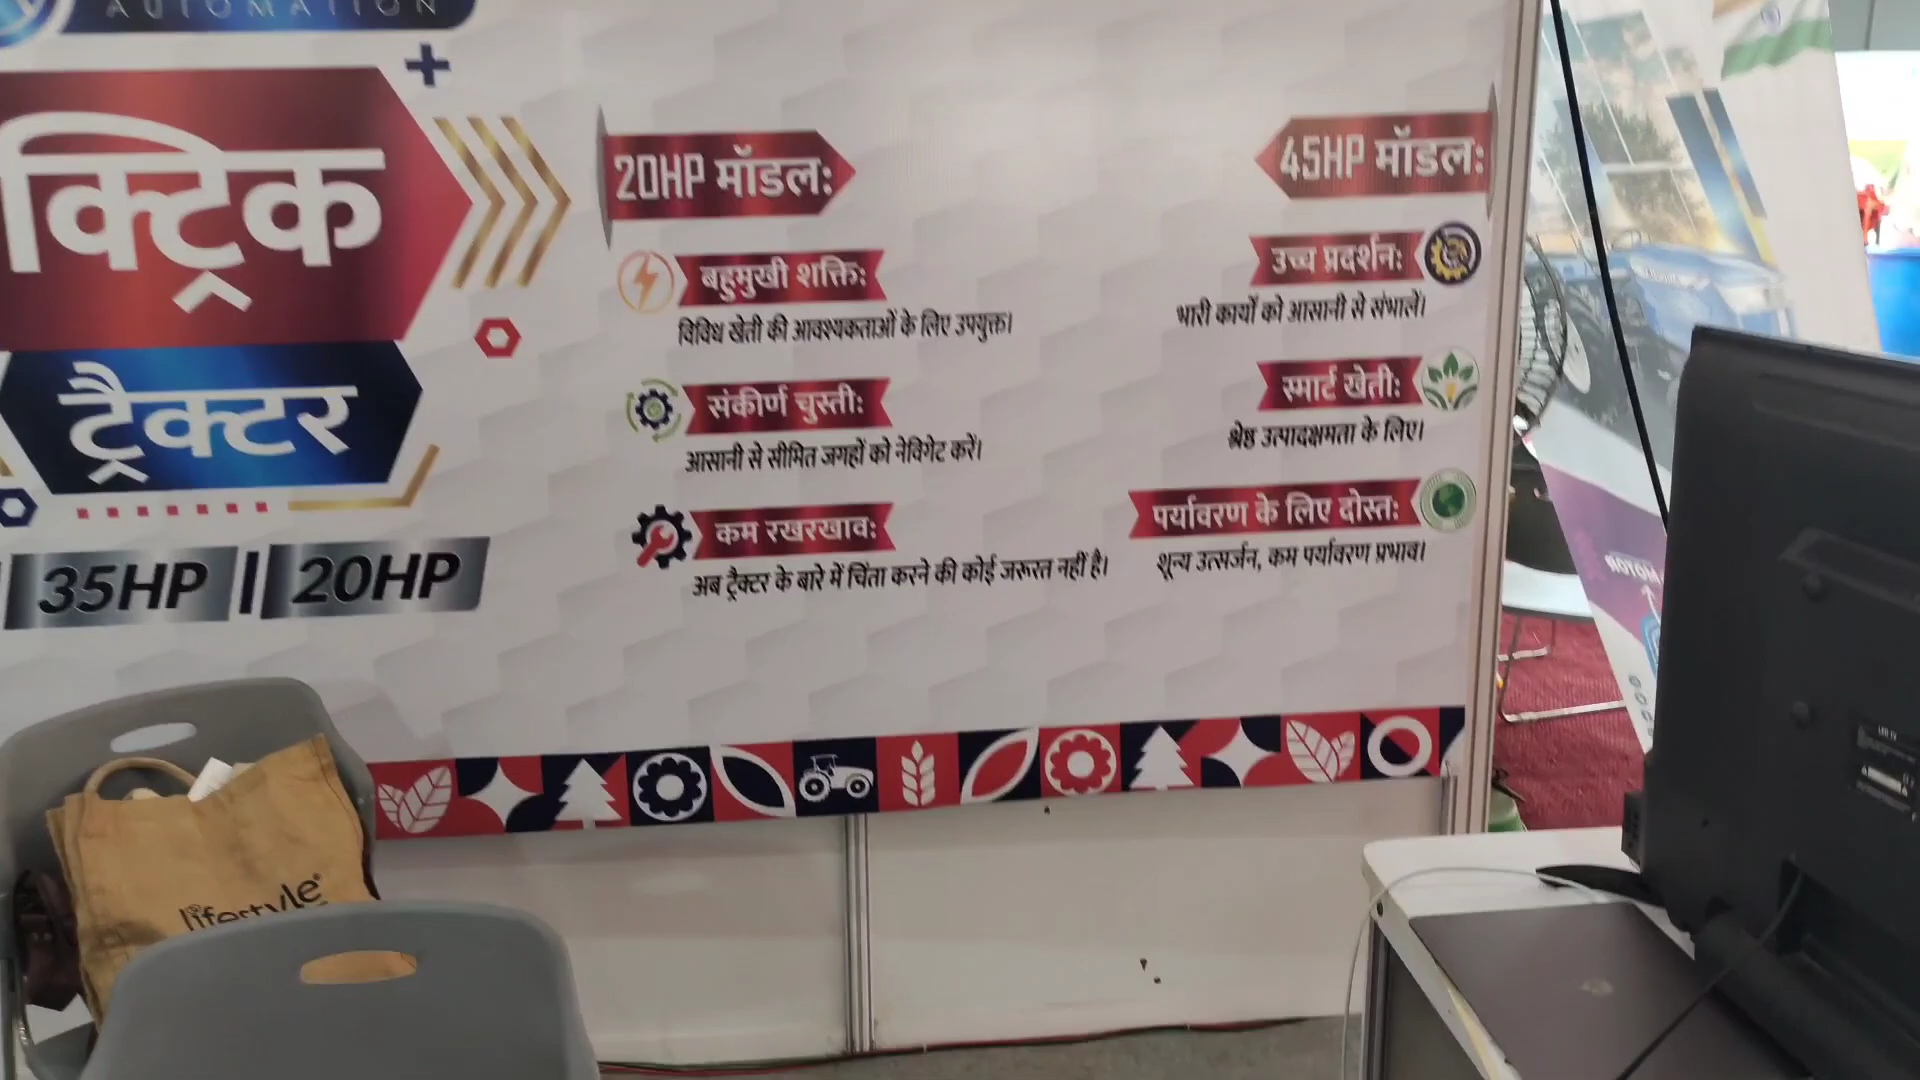 AUTOMATION
क्ट्रिक
ट्रैक्टर
35HP || 20HP
20HP मॉडल:
बहुमुखी शक्ति:
विविध खेती की आवश्यकताओं के लिए उपयुक्त।
संकीर्ण चुस्ती:
आसानी से सीमित जगहों को नेविगेट करें।
कम रखरखाव:
अब ट्रैक्टर के बारे में चिंता करने की कोई जरूरत नहीं है।
45HP मॉडल:
उच्च प्रदर्शन:
भारी कार्यों को आसानी से संभालें।
स्मार्ट खेती:
श्रेष्ठ उत्पादक्षमता के लिए।
पर्यावरण के लिए दोस्त:
शून्य उत्सर्जन, कम पर्यावरण प्रभाव।
lifestyle
LED TV